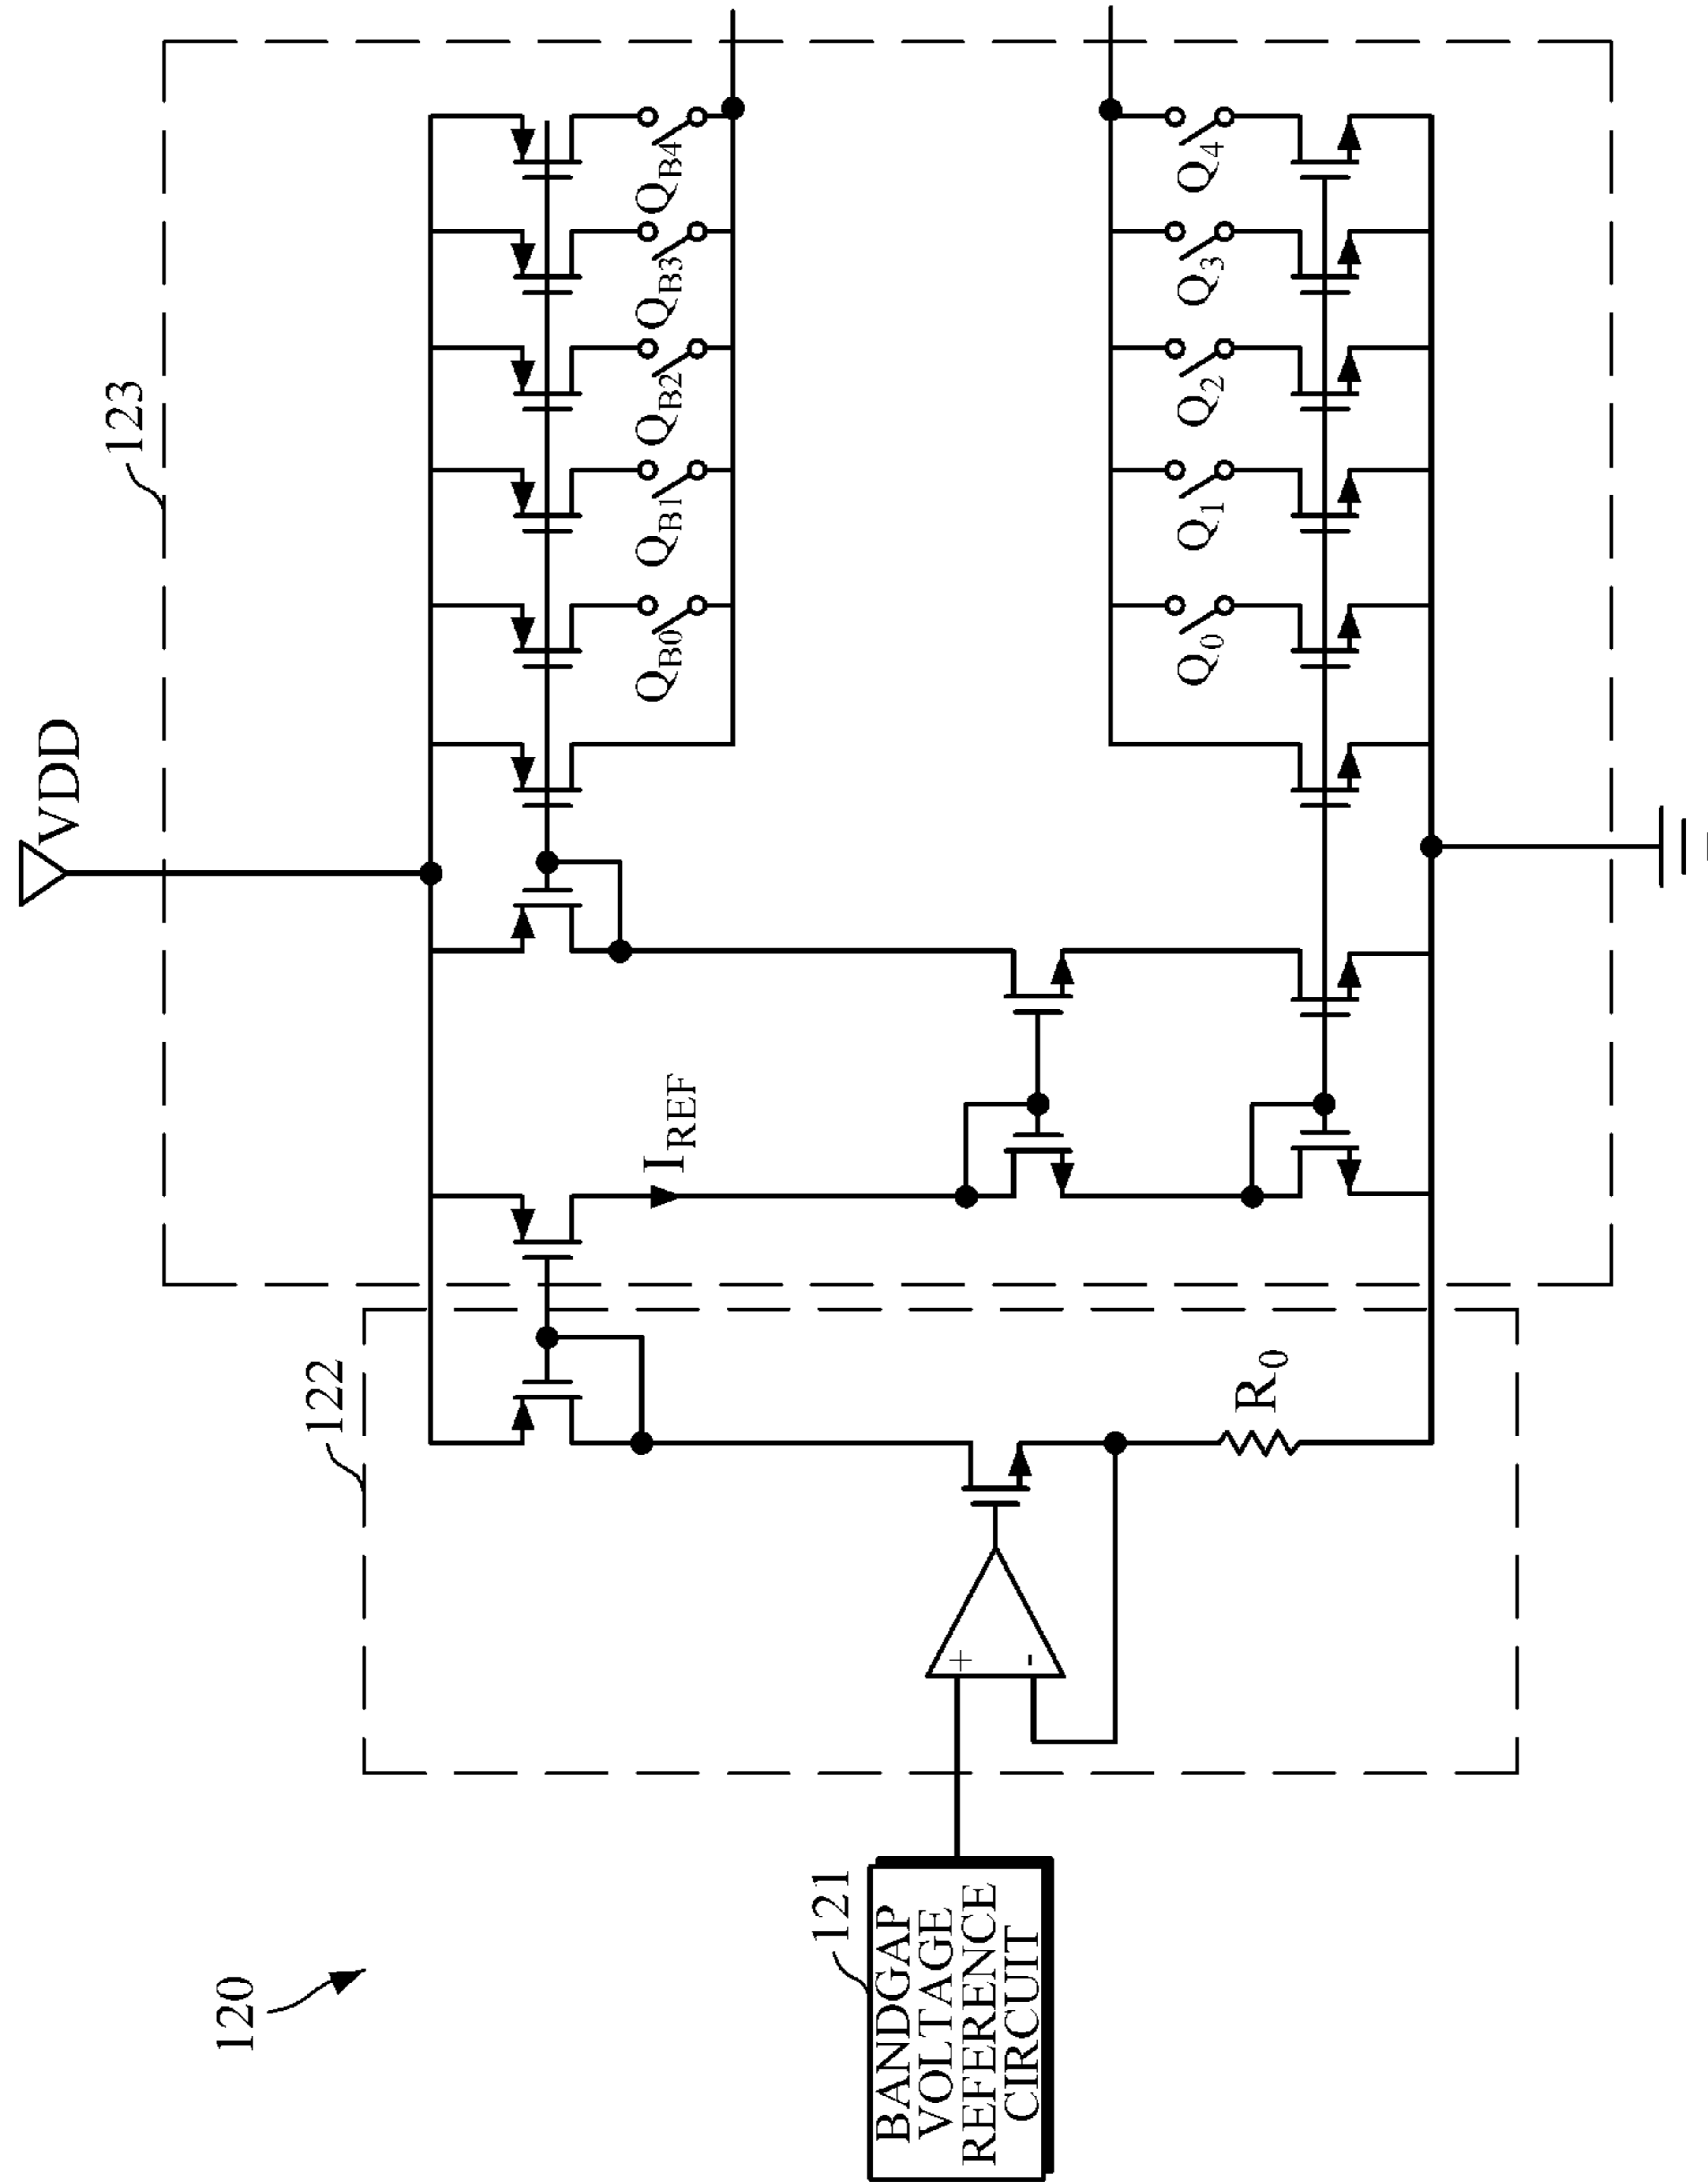 120
121
BANDGAP
VOLTAGE
REFERENCE
CIRCUIT
122
+
-
R0
123
VDD
IREF
QB0
QB1
QB2
QB3
QB4
Q0
Q1
Q2
Q3
Q4